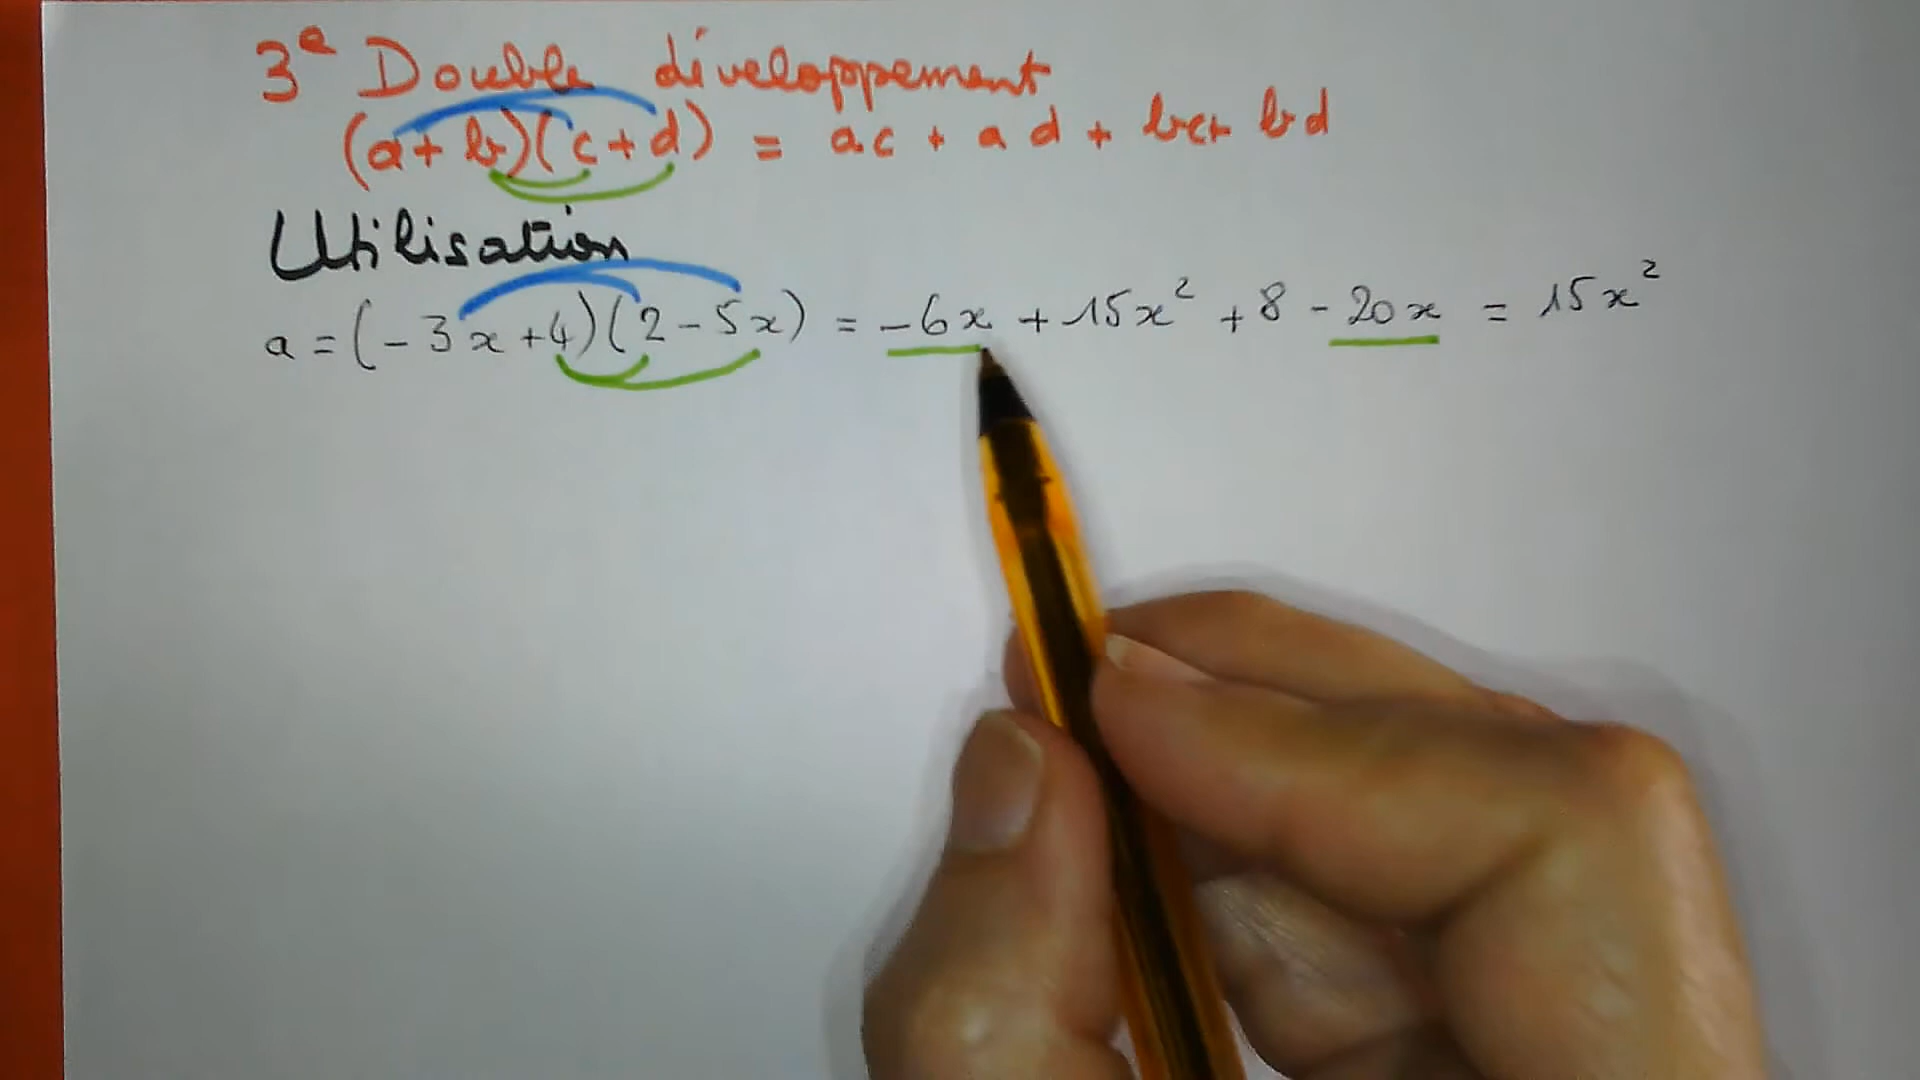 3e Double développement
(a + b)(c + d) = ac + ad + bc + bd
Utilisation
a = (-3x + 4)(2 - 5x) = -6x + 15x² + 8 - 20x = 15x²